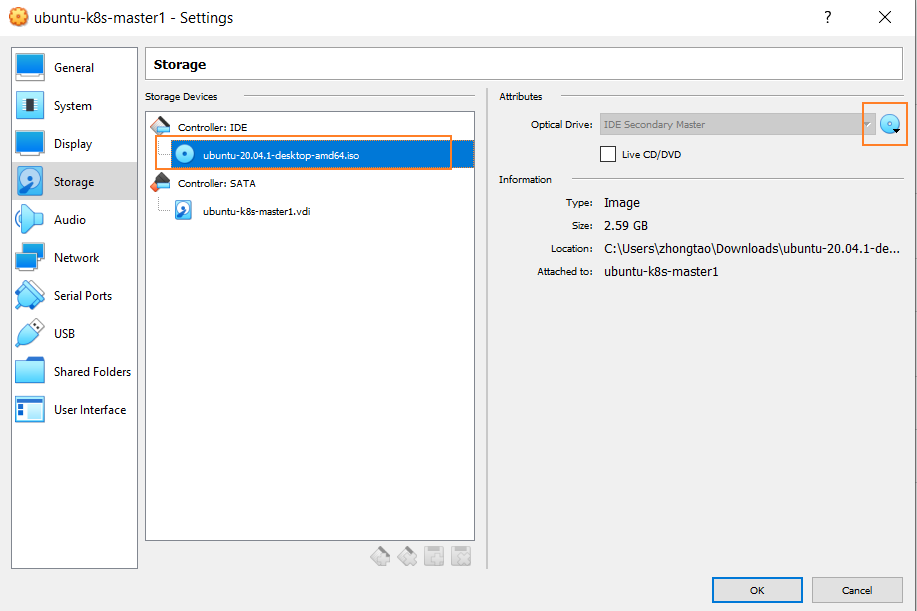 ubuntu-k8s-master1 - Settings
?
General
System
Display
Storage
Audio
Network
Serial Ports
USB
Shared Folders
User Interface
Storage
Storage Devices
Controller: IDE
ubuntu-20.04.1-desktop-amd64.iso
Controller: SATA
ubuntu-k8s-master1.vdi
Attributes
Optical Drive: IDE Secondary Master
Live CD/DVD
Information
Type: Image
Size: 2.59 GB
Location: C:\Users\zhongtao\Downloads\ubuntu-20.04.1-de...
Attached to: ubuntu-k8s-master1
OK
Cancel